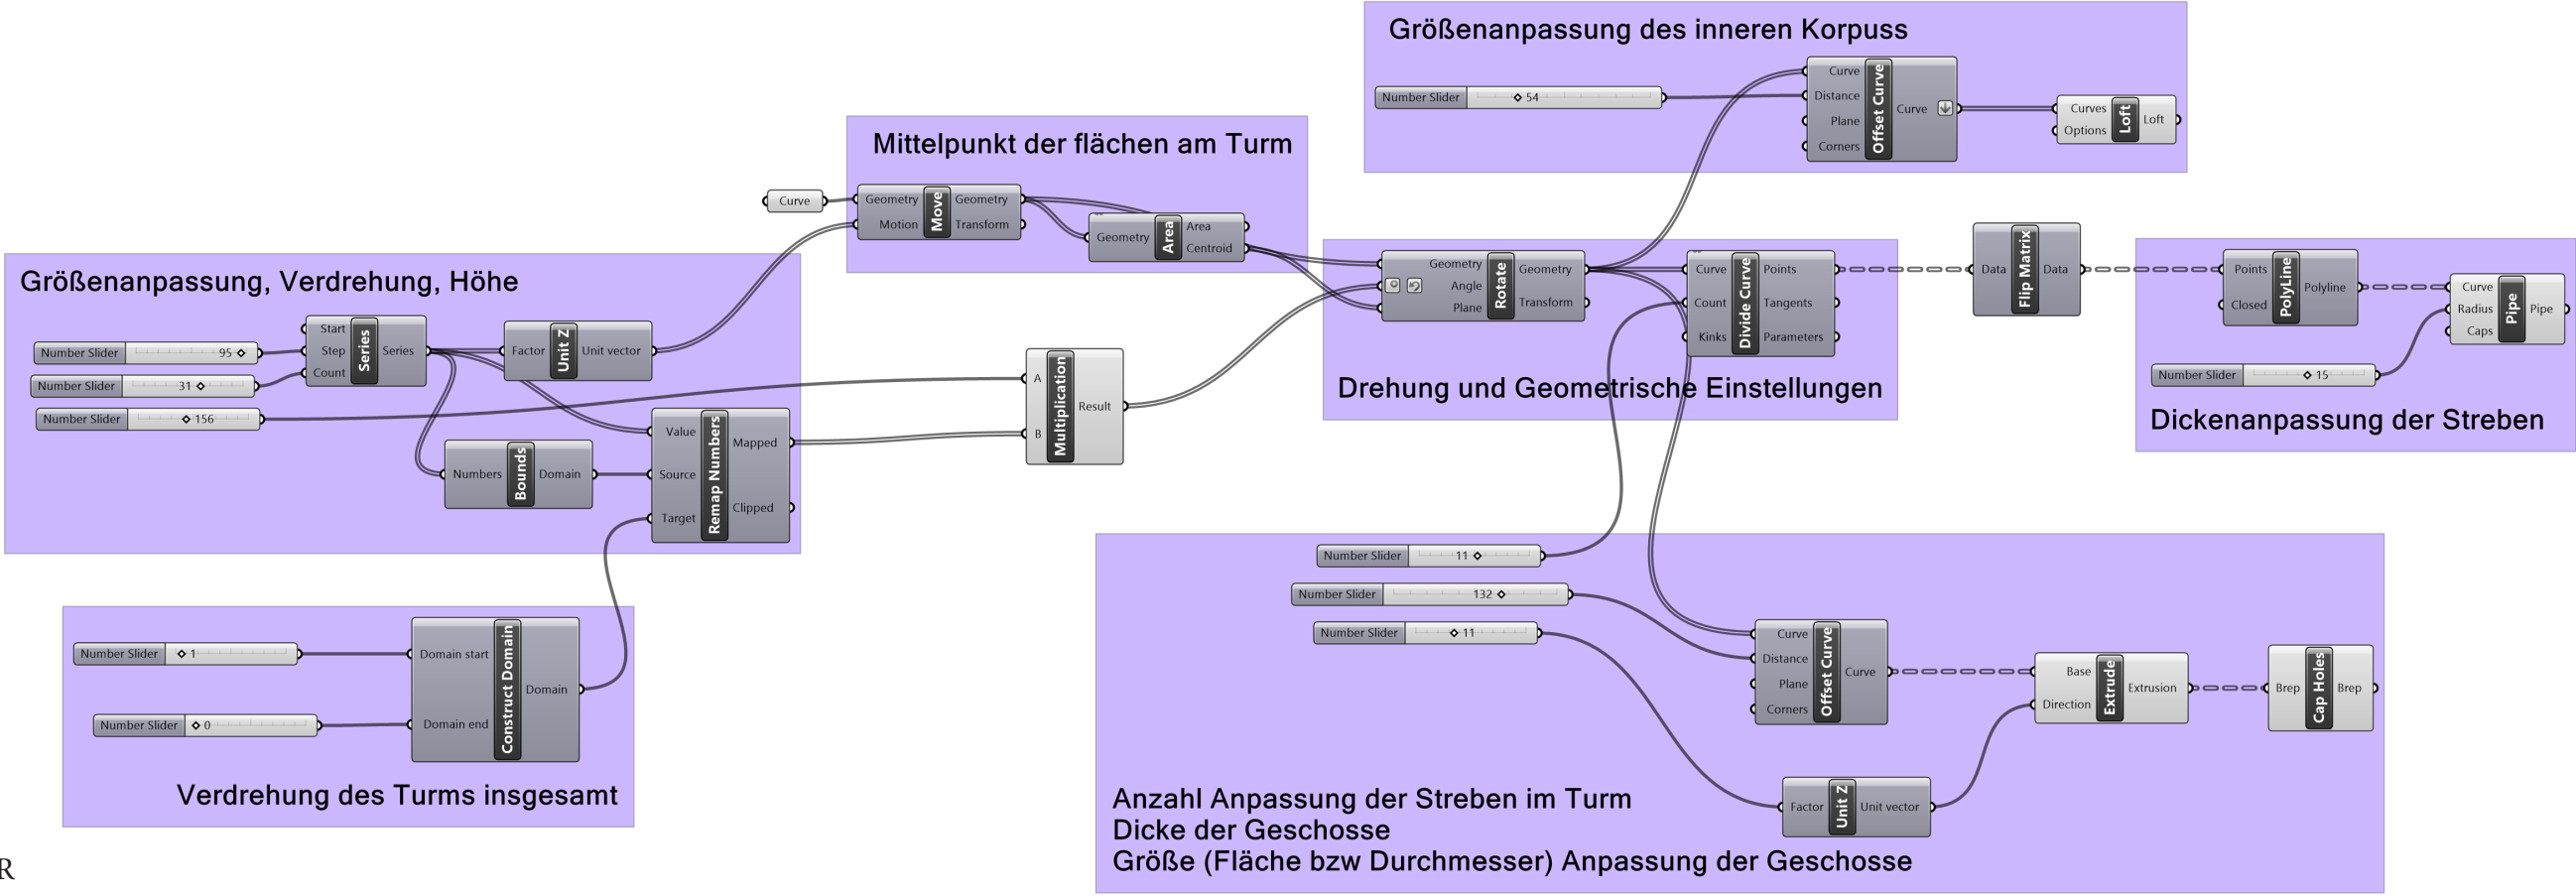 Größenanpassung des inneren Korpuss
Number Slider 54
Curve
Distance
Plane
Corners
Offset Curve
Curve
Curves
Options
Loft
Loft
Mittelpunkt der flächen am Turm
Curve
Geometry
Motion
Move
Geometry
Transform
Geometry
Area
Area
Centroid
Größenanpassung, Verdrehung, Höhe
Number Slider 95
Number Slider 31
Number Slider 156
Start
Step
Count
Series
Series
Factor
Unit Z
Unit vector
Numbers
Bounds
Domain
Value
Source
Target
Remap Numbers
Mapped
Clipped
A
B
Multiplication
Result
Geometry
Angle
Plane
Rotate
Geometry
Transform
Curve
Count
Kinks
Divide Curve
Points
Tangents
Parameters
Drehung und Geometrische Einstellungen
Data
Flip Matrix
Data
Points
Closed
PolyLine
Polyline
Curve
Radius
Caps
Pipe
Pipe
Number Slider 15
Dickenanpassung der Streben
Number Slider 1
Number Slider 0
Domain start
Domain end
Construct Domain
Domain
Verdrehung des Turms insgesamt
Number Slider 11
Number Slider 132
Number Slider 11
Curve
Distance
Plane
Corners
Offset Curve
Curve
Factor
Unit Z
Unit vector
Base
Direction
Extrude
Extrusion
Brep
Cap Holes
Brep
Anzahl Anpassung der Streben im Turm
Dicke der Geschosse
Größe (Fläche bzw Durchmesser) Anpassung der Geschosse
R